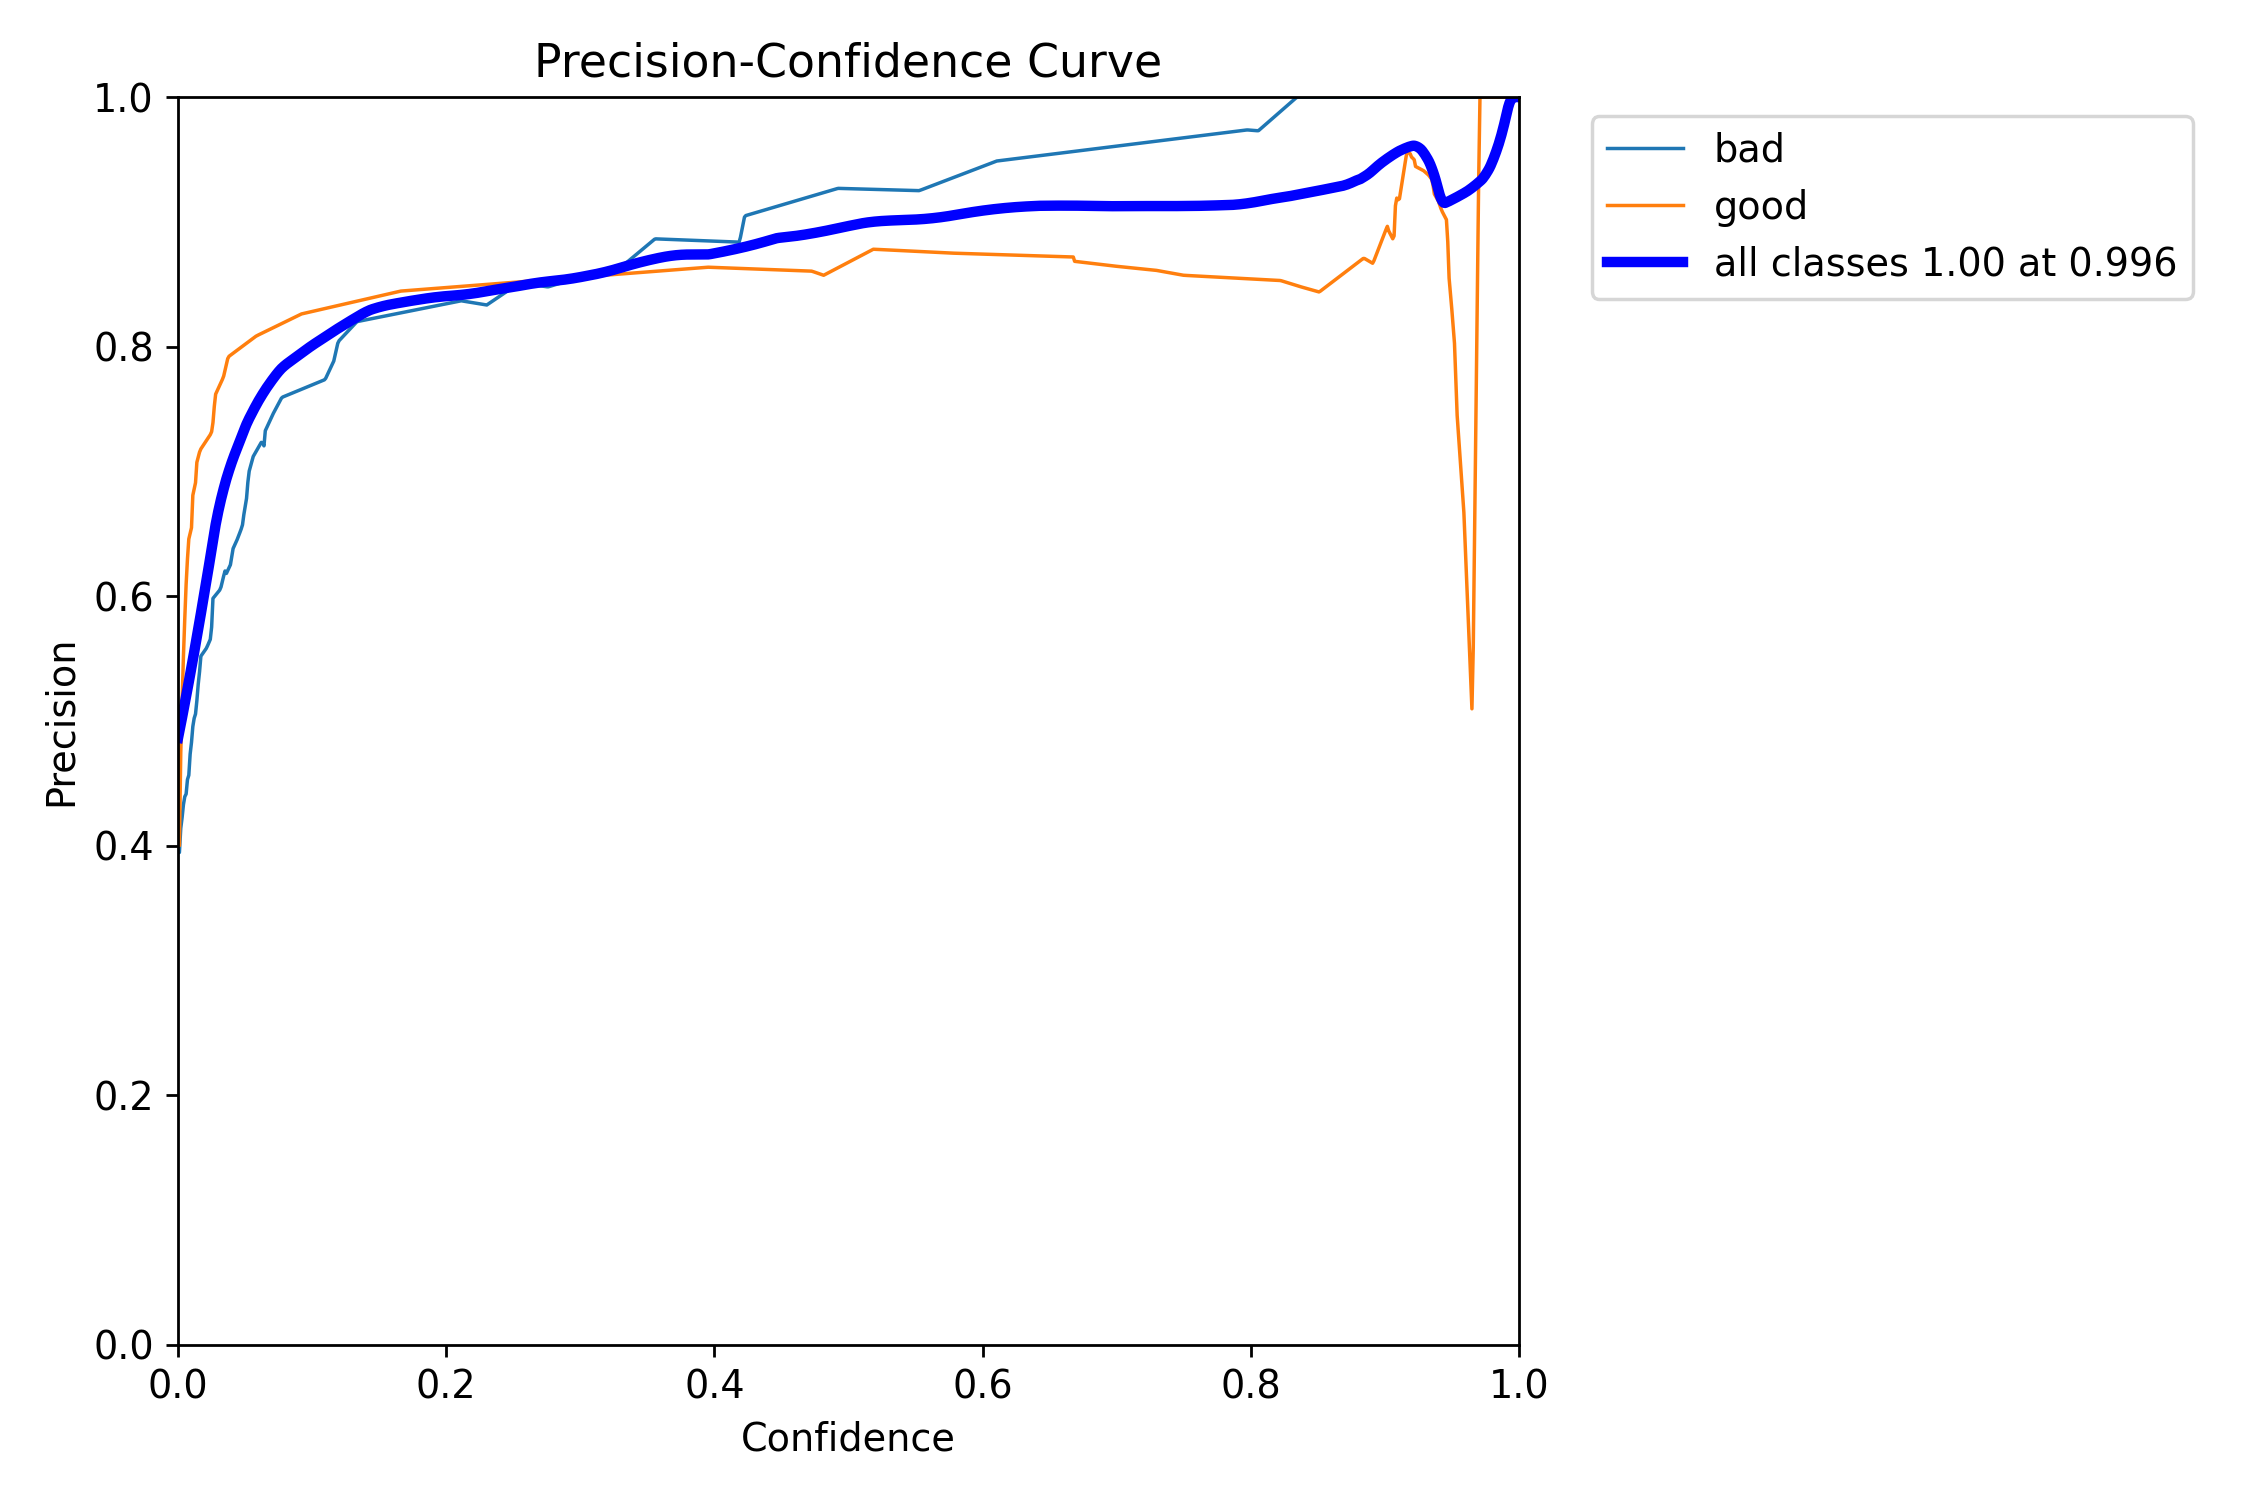 Precision-Confidence Curve
bad
good
all classes 1.00 at 0.996
Precision
1.0
0.8
0.6
0.4
0.2
0.0
0.0 0.2 0.4 0.6 0.8 1.0
Confidence